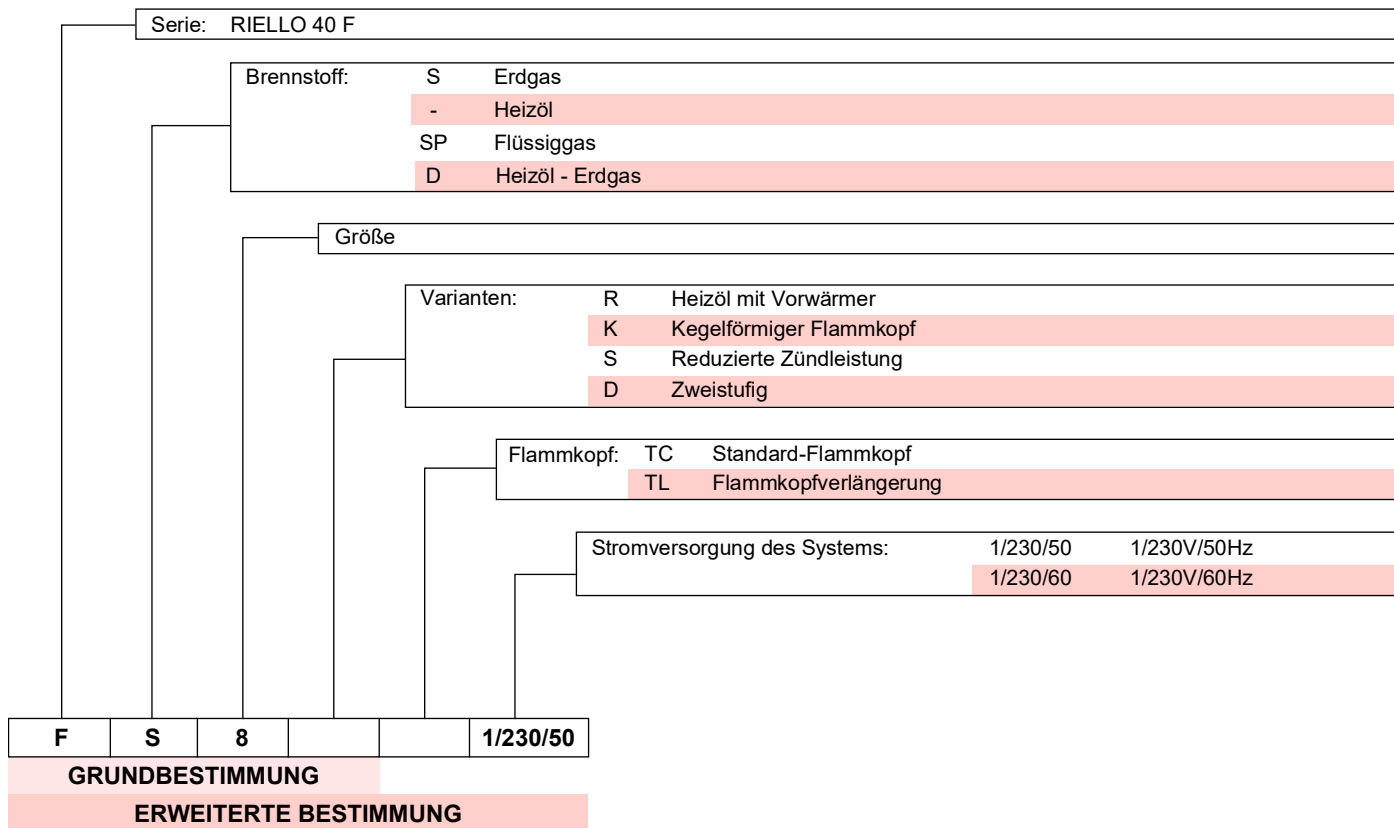 Serie: RIELLO 40 F
Brennstoff: S Erdgas
- Heizöl
SP Flüssiggas
D Heizöl - Erdgas
Größe
Varianten: R Heizöl mit Vorwärmer
K Kegelförmiger Flammkopf
S Reduzierte Zündleistung
D Zweistufig
Flammkopf: TC Standard-Flammkopf
TL Flammkopfverlängerung
Stromversorgung des Systems: 1/230/50 1/230V/50Hz
1/230/60 1/230V/60Hz
F S 8 1/230/50
GRUNDBESTIMMUNG
ERWEITERTE BESTIMMUNG